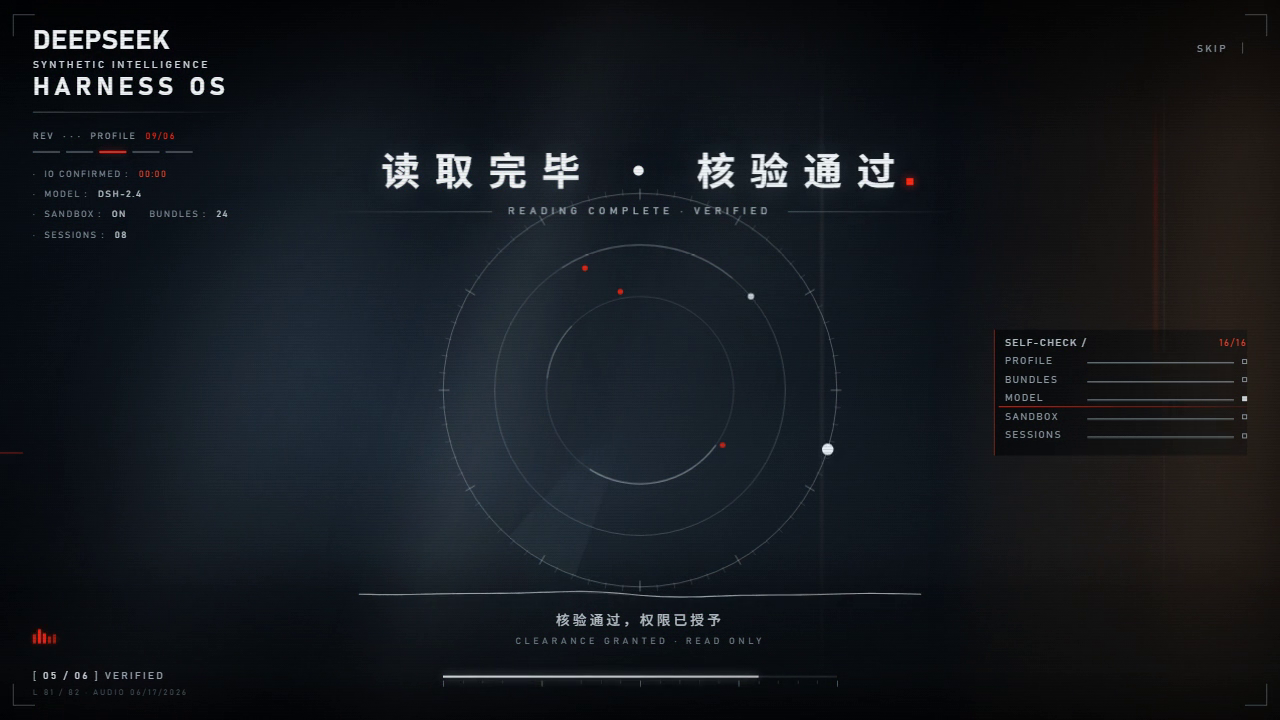 DEEPSEEK
SYNTHETIC INTELLIGENCE
HARNESS OS
REV ··· PROFILE 09/06
· IO CONFIRMED : 00:00
· MODEL : DSH-2.4
· SANDBOX : ON BUNDLES : 24
· SESSIONS : 08
SKIP
读取完毕 · 核验通过.
READING COMPLETE · VERIFIED
SELF-CHECK / 16/16
PROFILE
BUNDLES
MODEL
SANDBOX
SESSIONS
核验通过，权限已授予
CLEARANCE GRANTED · READ ONLY
[ 05 / 06 ] VERIFIED
L 81 / 82 · AUDIO 06/17/2026